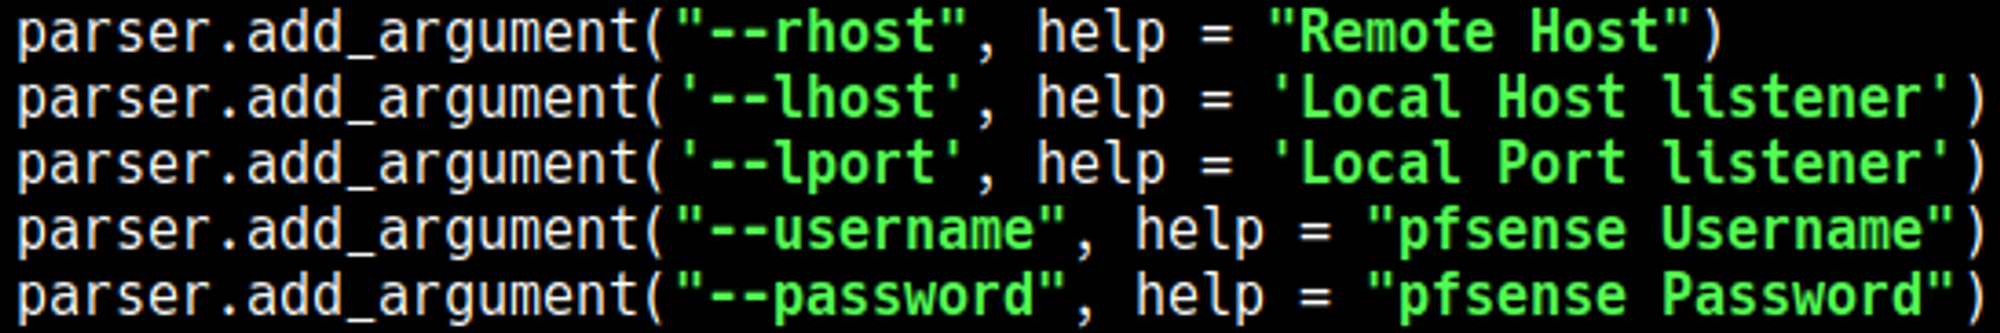 parser.add_argument("--rhost", help = "Remote Host")
parser.add_argument('--lhost', help = 'Local Host listener')
parser.add_argument('--lport', help = 'Local Port listener')
parser.add_argument("--username", help = "pfsense Username")
parser.add_argument("--password", help = "pfsense Password")